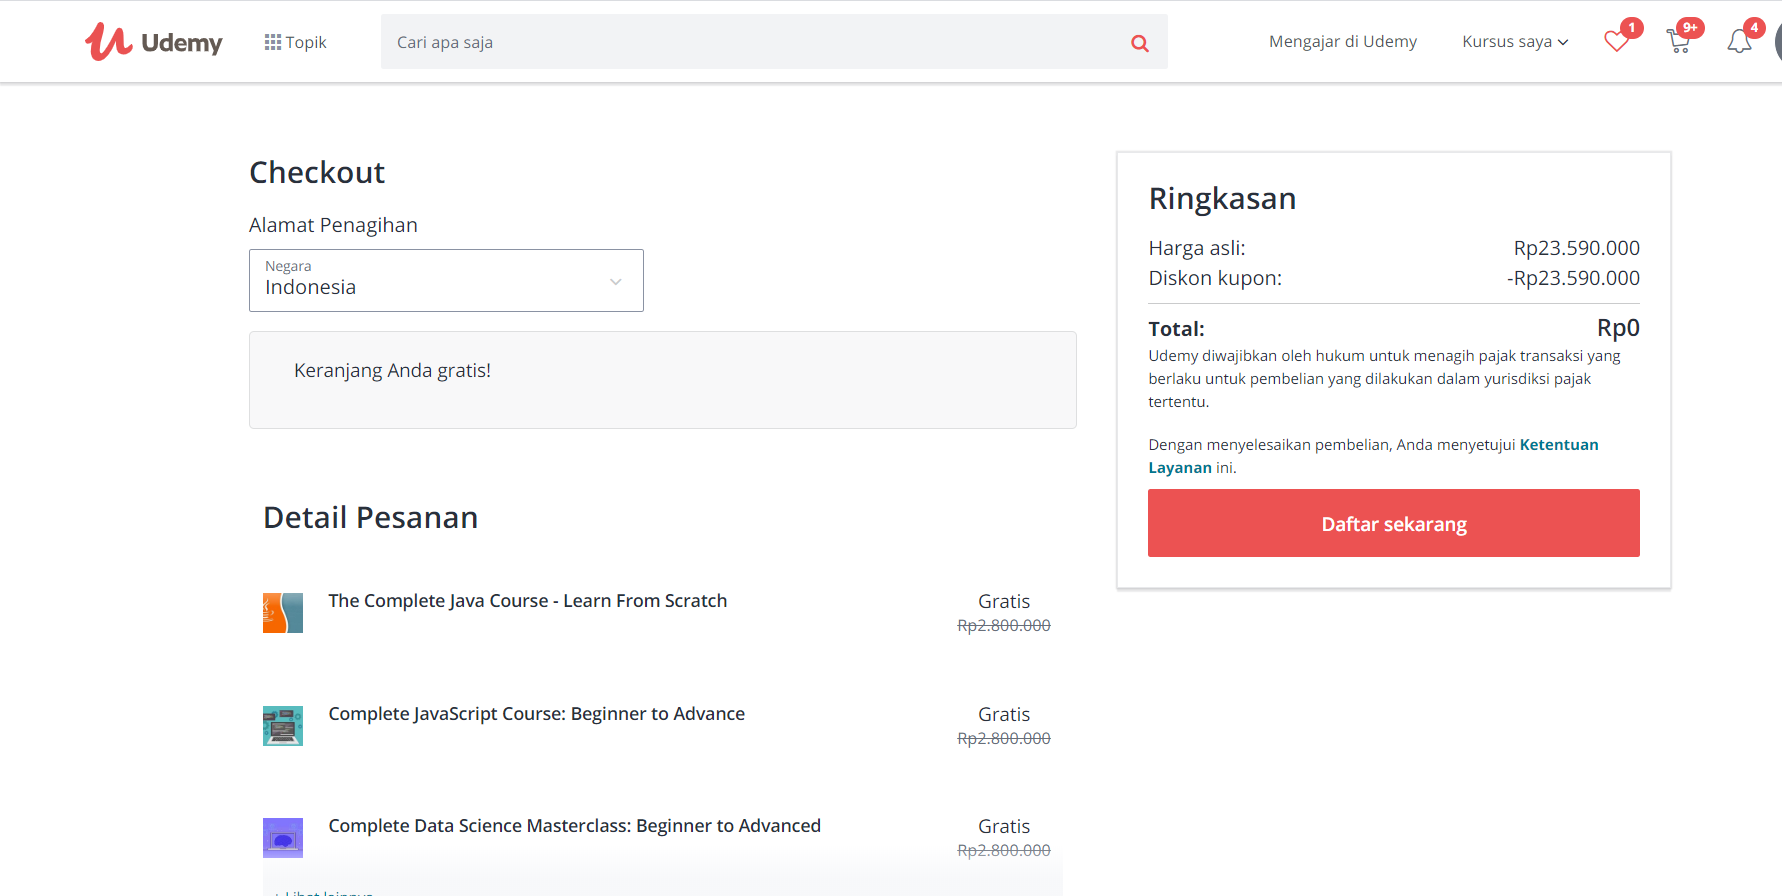 Udemy
Topik
Cari apa saja
Mengajar di Udemy
Kursus saya
1
9+
4
Checkout
Alamat Penagihan
Negara
Indonesia
Keranjang Anda gratis!
Detail Pesanan
The Complete Java Course - Learn From Scratch
Gratis
Rp2.800.000
Complete JavaScript Course: Beginner to Advance
Gratis
Rp2.800.000
Complete Data Science Masterclass: Beginner to Advanced
Gratis
Rp2.800.000
+ Lihat lainnya
Ringkasan
Harga asli: Rp23.590.000
Diskon kupon: -Rp23.590.000
Total: Rp0
Udemy diwajibkan oleh hukum untuk menagih pajak transaksi yang
berlaku untuk pembelian yang dilakukan dalam yurisdiksi pajak
tertentu.
Dengan menyelesaikan pembelian, Anda menyetujui Ketentuan
Layanan ini.
Daftar sekarang